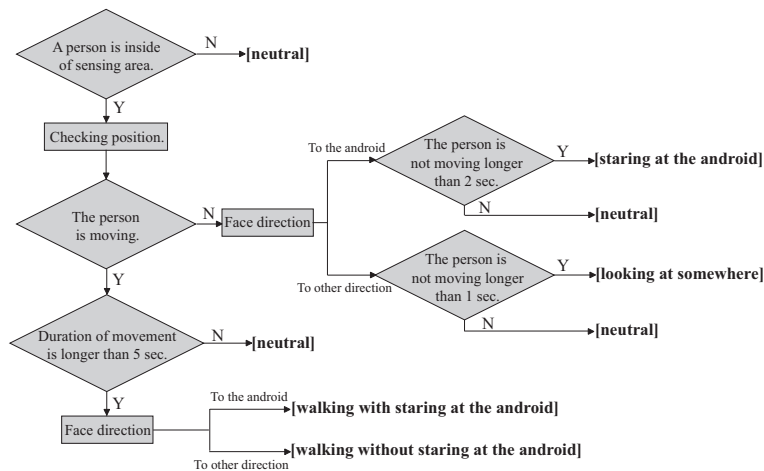 A person is inside
of sensing area.
N
[neutral]
Y
Checking position.
The person
is moving.
N
Face direction
To the android
The person is
not moving longer
than 2 sec.
Y
[staring at the android]
N
[neutral]
To other direction
The person is
not moving longer
than 1 sec.
Y
[looking at somewhere]
N
[neutral]
Y
Duration of movement
is longer than 5 sec.
N
[neutral]
Y
Face direction
To the android
[walking with staring at the android]
To other direction
[walking without staring at the android]